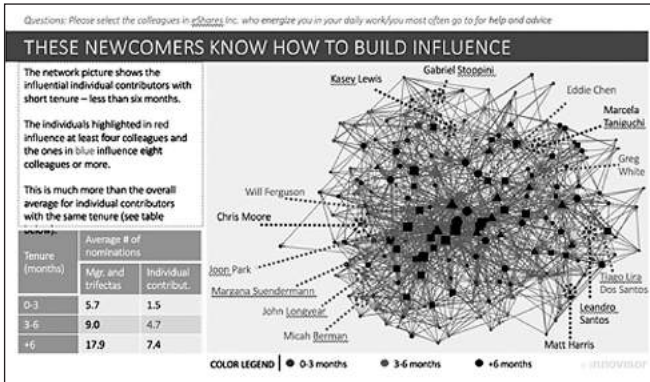 Questions: Please select the colleagues in eShares Inc. who energize you in your daily work/you most often go to for help and advice
THESE NEWCOMERS KNOW HOW TO BUILD INFLUENCE
The network picture shows the
influential individual contributors with
short tenure – less than six months.
The individuals highlighted in red
influence at least four colleagues and
the ones in blue influence eight
colleagues or more.
This is much more than the overall
average for individual contributors
with the same tenure (see table
below).
Tenure
(months)
Average # of
nominations
Mgr. and
trifectas
Individual
contribut.
0-3 5.7 1.5
3-6 9.0 4.7
+6 17.9 7.4
Gabriel Stoppini
Kasey Lewis
Eddie Chen
Marcela
Taniguchi
Greg
White
Will Ferguson
Chris Moore
Joon Park
Margana Suendermann
John Longyear
Micah Berman
Tiago Lira
Dos Santos
Leandro
Santos
Matt Harris
COLOR LEGEND | 0-3 months 3-6 months +6 months
innovisor